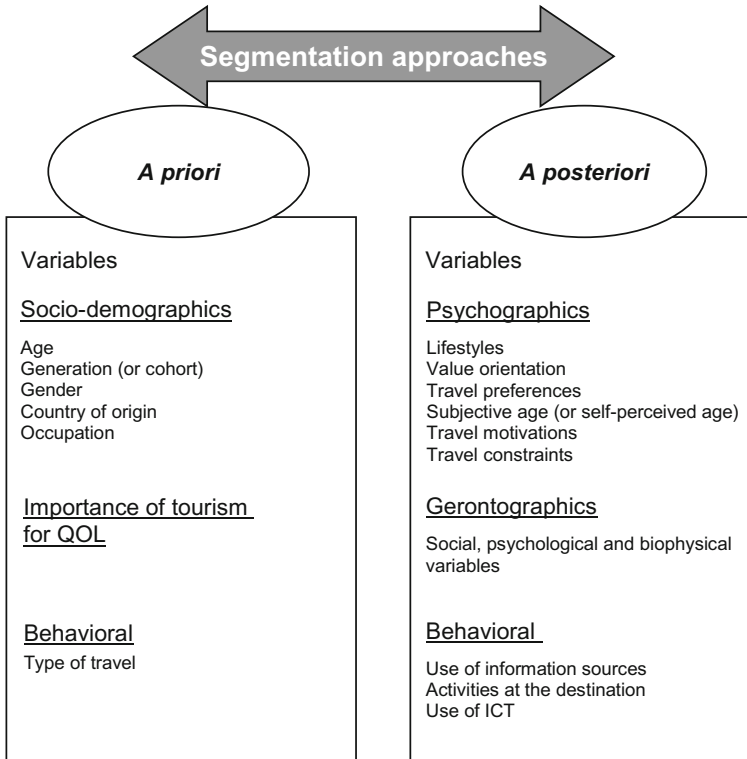 Segmentation approaches
A priori
Variables
Socio-demographics
Age
Generation (or cohort)
Gender
Country of origin
Occupation
Importance of tourism
for QOL
Behavioral
Type of travel
A posteriori
Variables
Psychographics
Lifestyles
Value orientation
Travel preferences
Subjective age (or self-perceived age)
Travel motivations
Travel constraints
Gerontographics
Social, psychological and biophysical
variables
Behavioral
Use of information sources
Activities at the destination
Use of ICT